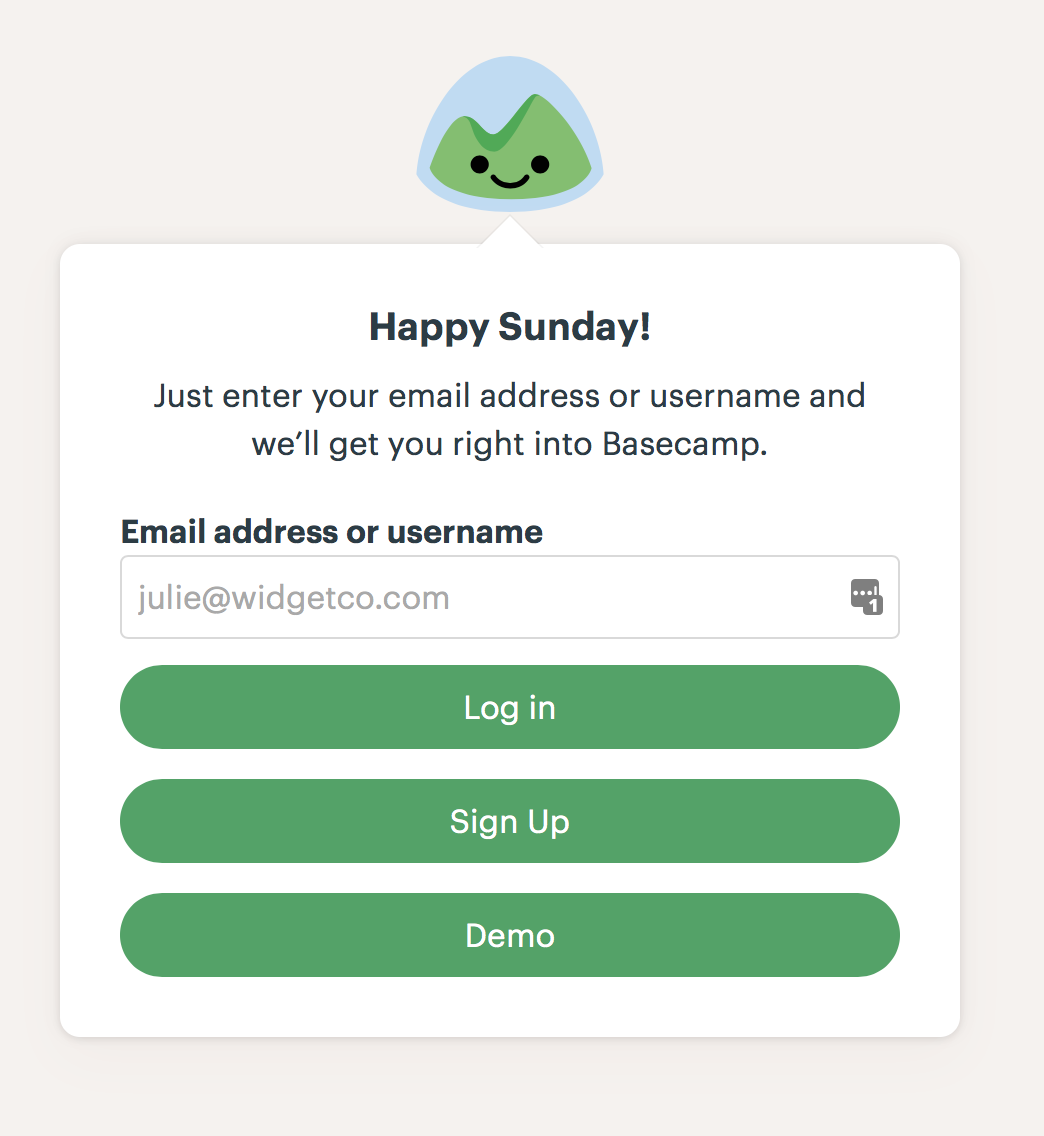 Happy Sunday!
Just enter your email address or username and
we’ll get you right into Basecamp.
Email address or username
julie@widgetco.com
1
Log in
Sign Up
Demo